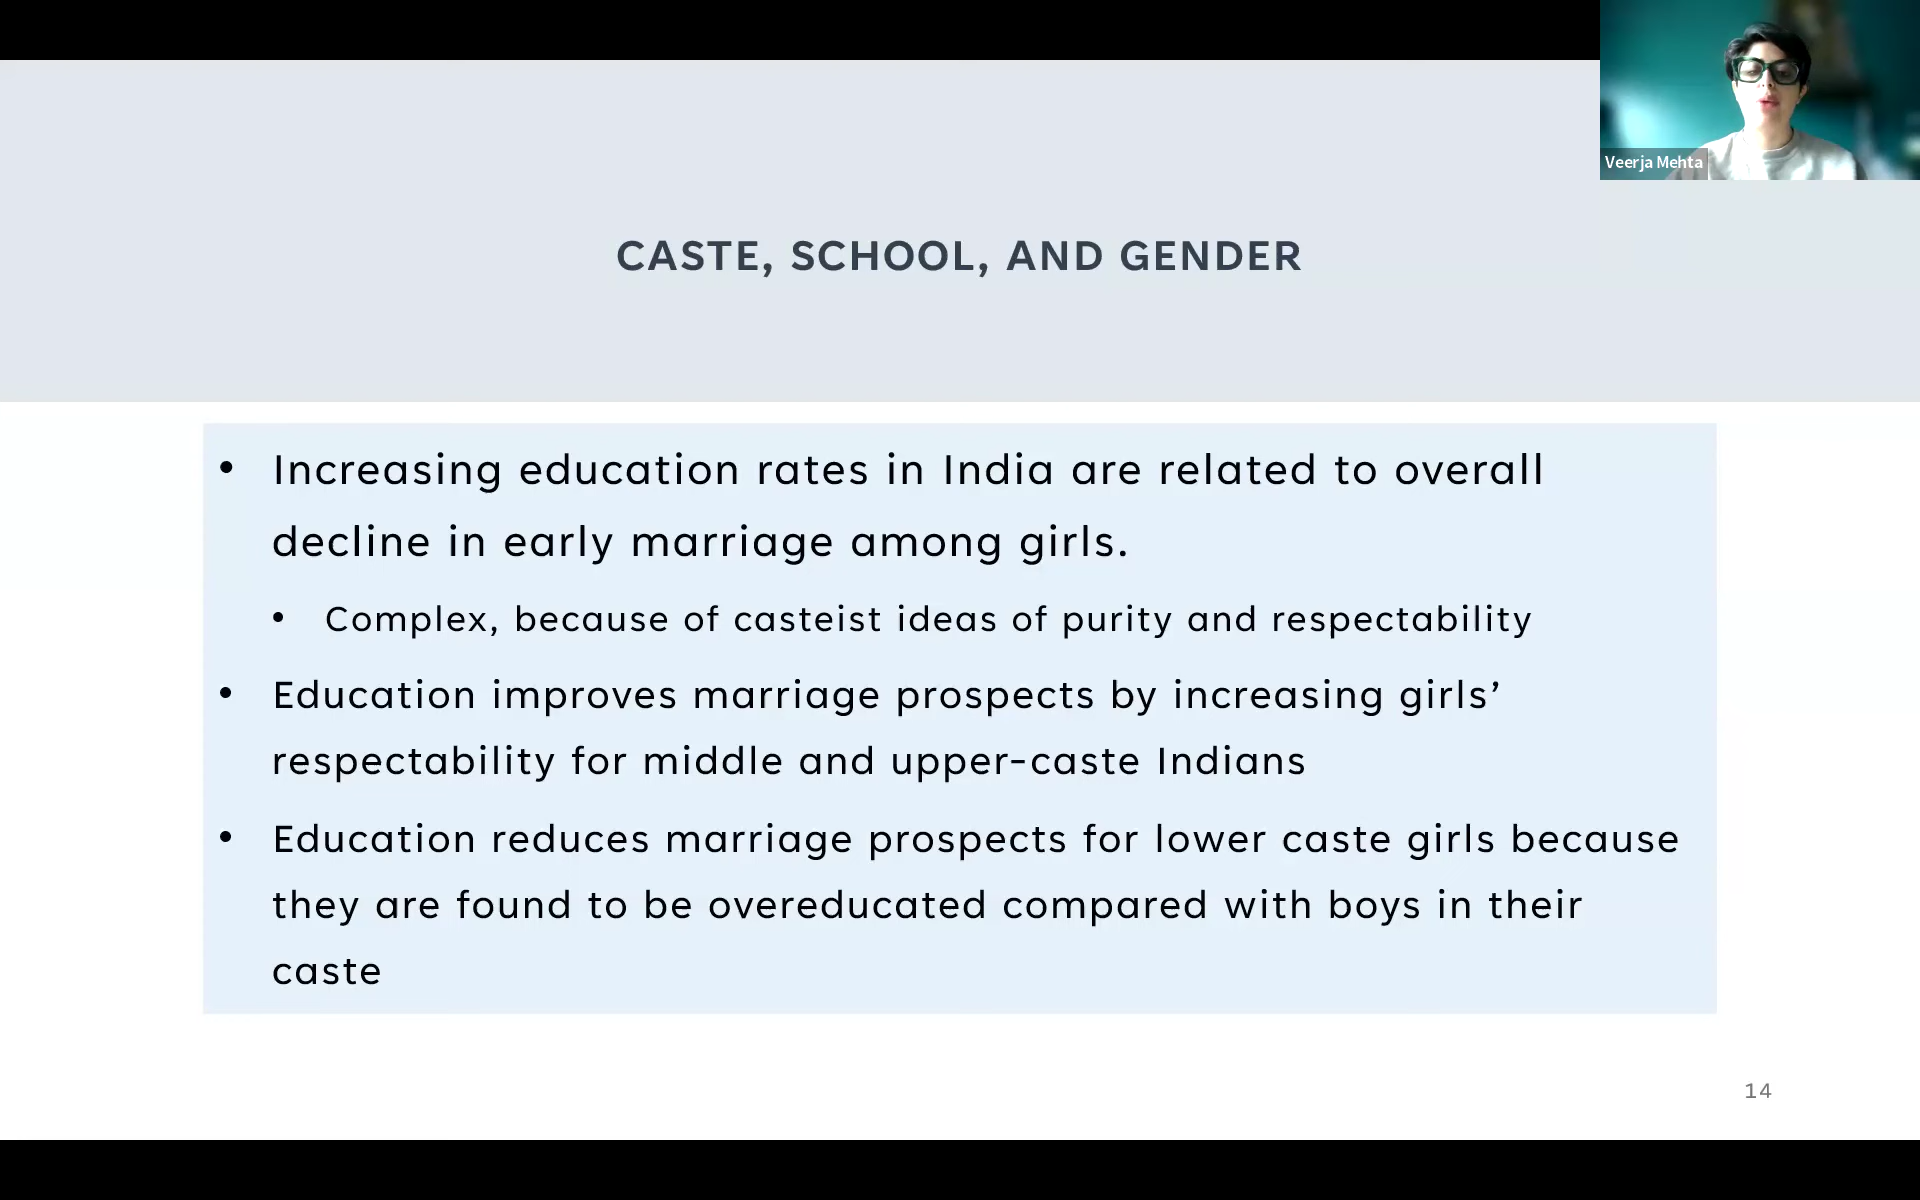 Veerja Mehta
CASTE, SCHOOL, AND GENDER
• Increasing education rates in India are related to overall
decline in early marriage among girls.
• Complex, because of casteist ideas of purity and respectability
• Education improves marriage prospects by increasing girls’
respectability for middle and upper-caste Indians
• Education reduces marriage prospects for lower caste girls because
they are found to be overeducated compared with boys in their
caste
14